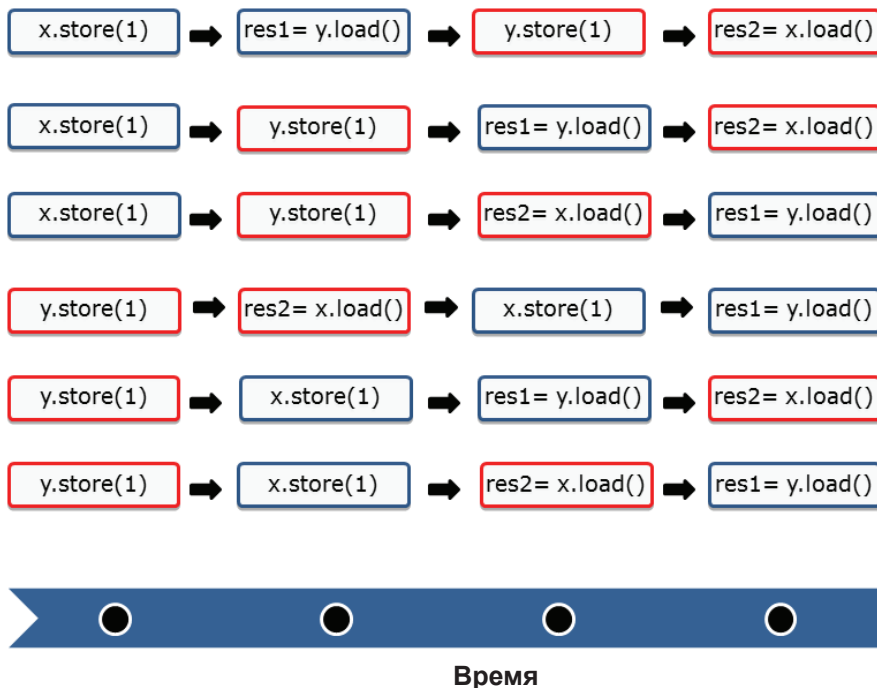 x.store(1) res1= y.load() y.store(1) res2= x.load()
x.store(1) y.store(1) res1= y.load() res2= x.load()
x.store(1) y.store(1) res2= x.load() res1= y.load()
y.store(1) res2= x.load() x.store(1) res1= y.load()
y.store(1) x.store(1) res1= y.load() res2= x.load()
y.store(1) x.store(1) res2= x.load() res1= y.load()
Время